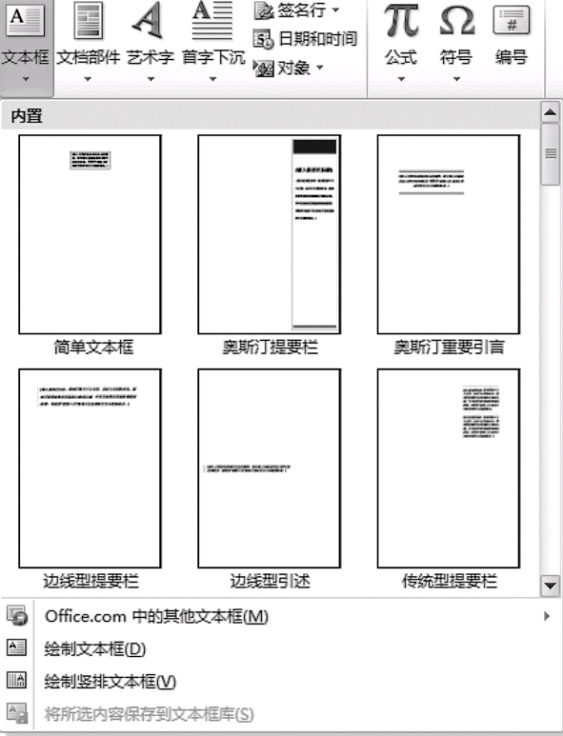 签名行
日期和时间
对象
文本框 文档部件 艺术字 首字下沉 公式 符号 编号
内置
简单文本框 奥斯汀提要栏 奥斯汀重要引言
边线型提要栏 边线型引述 传统型提要栏
Office.com 中的其他文本框(M)
绘制文本框(D)
绘制竖排文本框(V)
将所选内容保存到文本框库(S)